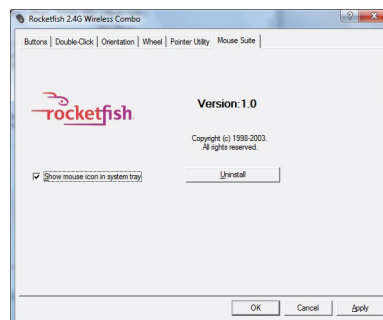 Rocketfish 2.4G Wireless Combo
Buttons Double-Click Orientation Wheel Pointer Utility Mouse Suite
rocketfish
Version:1.0
Copyright (c) 1998-2003.
All rights reserved.
Show mouse icon in system tray
Uninstall
OK Cancel Apply